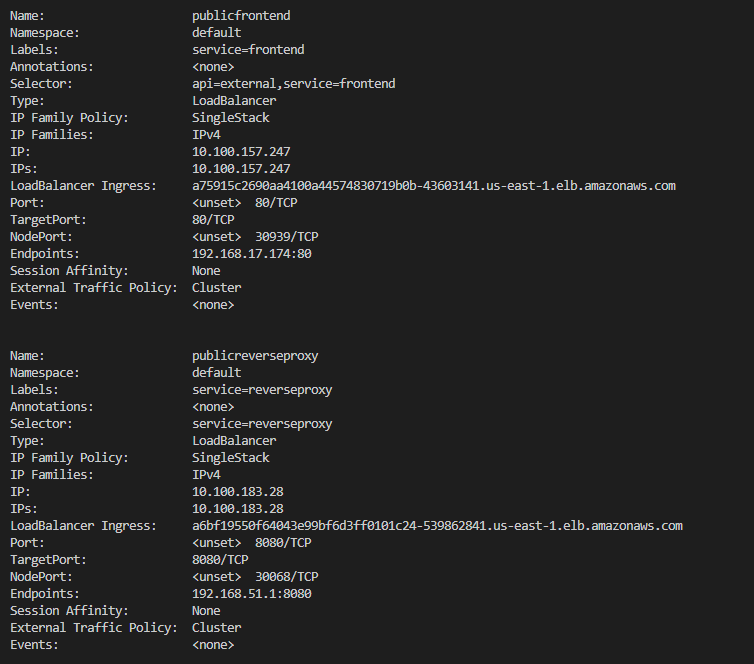 Name: publicfrontend
Namespace: default
Labels: service=frontend
Annotations: <none>
Selector: api=external,service=frontend
Type: LoadBalancer
IP Family Policy: SingleStack
IP Families: IPv4
IP: 10.100.157.247
IPs: 10.100.157.247
LoadBalancer Ingress: a75915c2690aa4100a44574830719b0b-43603141.us-east-1.elb.amazonaws.com
Port: <unset> 80/TCP
TargetPort: 80/TCP
NodePort: <unset> 30939/TCP
Endpoints: 192.168.17.174:80
Session Affinity: None
External Traffic Policy: Cluster
Events: <none>
Name: publicreverseproxy
Namespace: default
Labels: service=reverseproxy
Annotations: <none>
Selector: service=reverseproxy
Type: LoadBalancer
IP Family Policy: SingleStack
IP Families: IPv4
IP: 10.100.183.28
IPs: 10.100.183.28
LoadBalancer Ingress: a6bf19550f64043e99bf6d3ff0101c24-539862841.us-east-1.elb.amazonaws.com
Port: <unset> 8080/TCP
TargetPort: 8080/TCP
NodePort: <unset> 30068/TCP
Endpoints: 192.168.51.1:8080
Session Affinity: None
External Traffic Policy: Cluster
Events: <none>